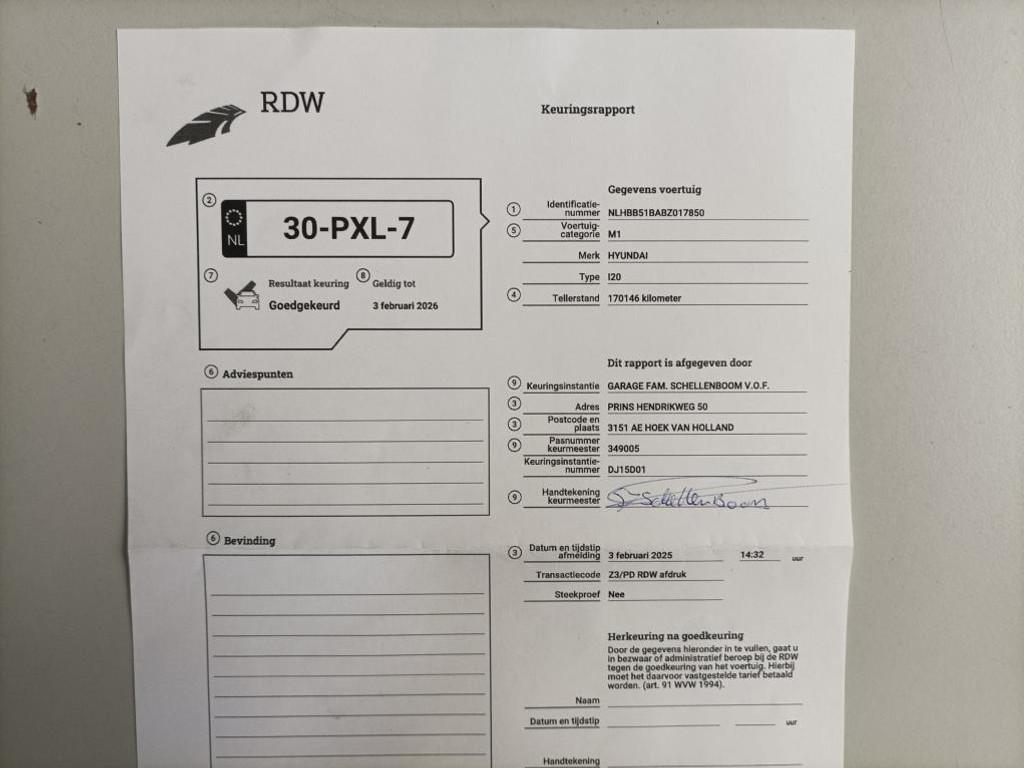 RDW
Keuringsrapport
2
NL
30-PXL-7
7
Resultaat keuring
Goedgekeurd
8
Geldig tot
3 februari 2026
Gegevens voertuig
1 Identificatie-
nummer NLHBB51BABZ017850
5 Voertuig-
categorie M1
Merk HYUNDAI
Type I20
4 Tellerstand 170146 kilometer
6 Adviespunten
Dit rapport is afgegeven door
9 Keuringsinstantie GARAGE FAM. SCHELLENBOOM V.O.F.
3 Adres PRINS HENDRIKWEG 50
3 Postcode en
plaats 3151 AE HOEK VAN HOLLAND
9 Pasnummer
keurmeester 349005
Keuringsinstantie-
nummer DJ15D01
9 Handtekening
keurmeester S. Schellenboom
6 Bevinding
3 Datum en tijdstip
afmelding 3 februari 2025 14:32 uur
Transactiecode Z3/PD RDW afdruk
Steekproef Nee
Herkeuring na goedkeuring
Door de gegevens hieronder in te vullen, gaat u
in bezwaar of administratief beroep bij de RDW
tegen de goedkeuring van het voertuig. Hierbij
moet het daarvoor vastgestelde tarief betaald
worden. (art. 91 WVW 1994).
Naam
Datum en tijdstip uur
Handtekening